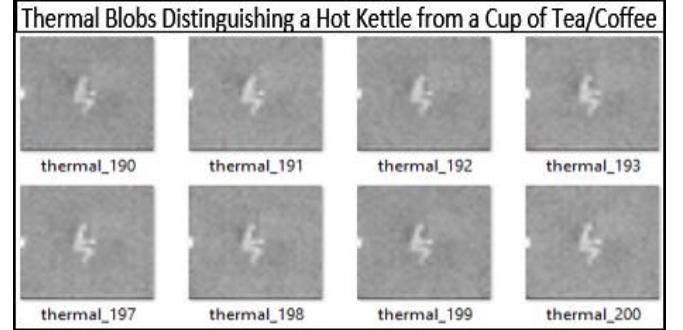 Thermal Blobs Distinguishing a Hot Kettle from a Cup of Tea/Coffee
thermal_190 thermal_191 thermal_192 thermal_193
thermal_197 thermal_198 thermal_199 thermal_200